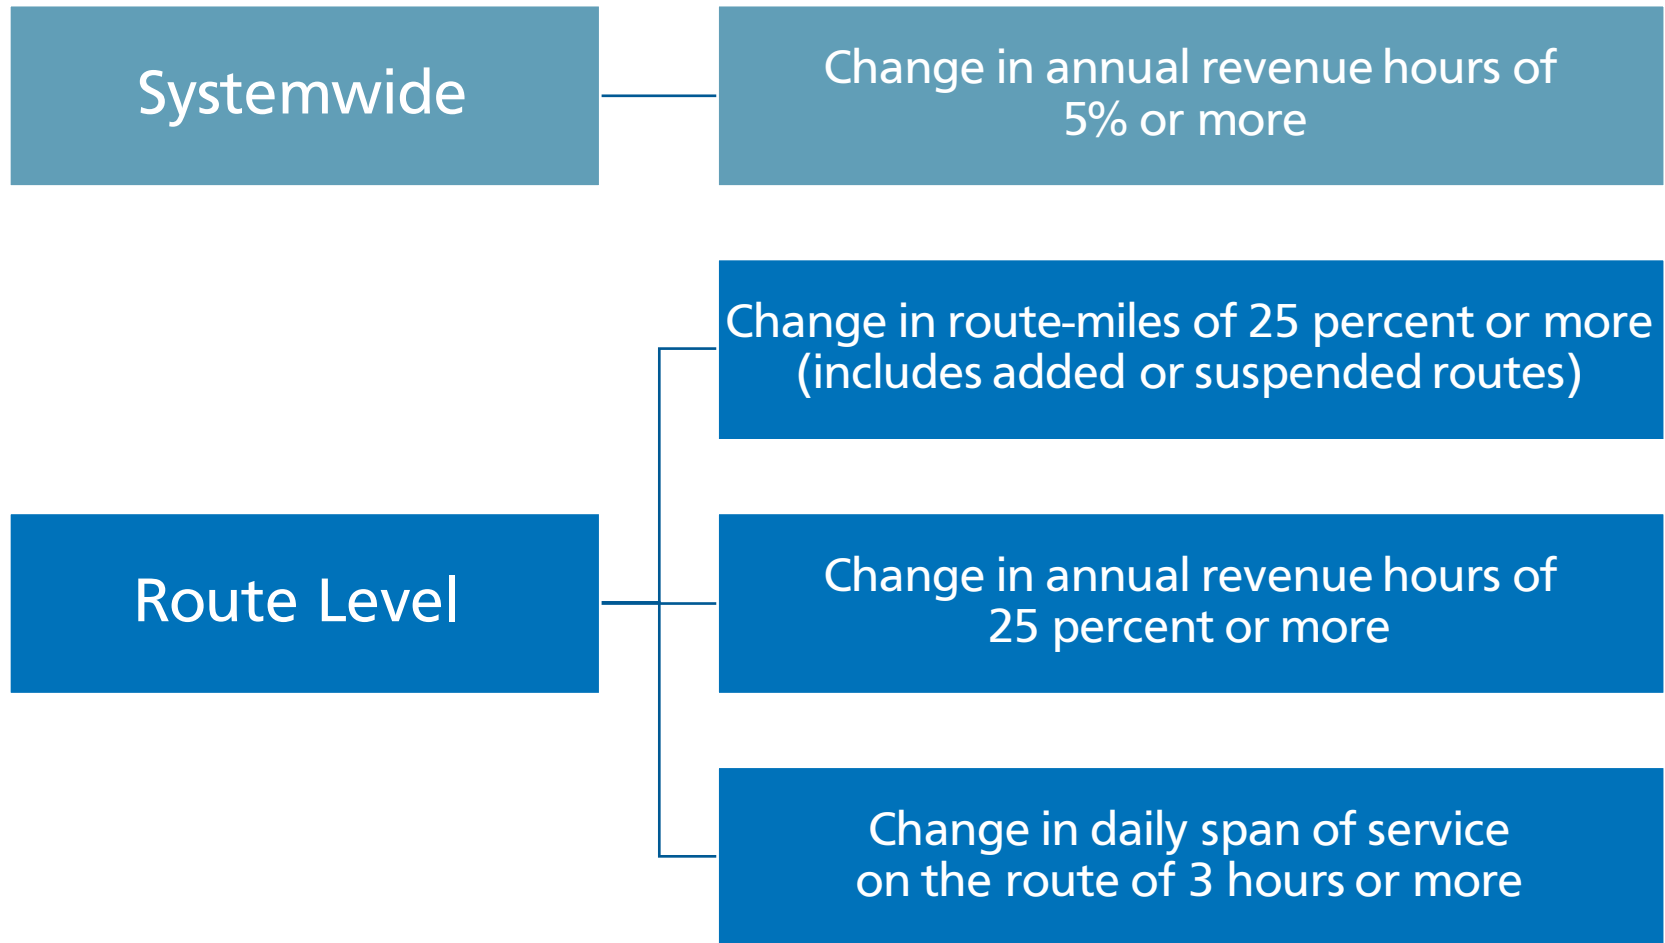 Systemwide
Change in annual revenue hours of
5% or more
Change in route-miles of 25 percent or more
(includes added or suspended routes)
Route Level
Change in annual revenue hours of
25 percent or more
Change in daily span of service
on the route of 3 hours or more